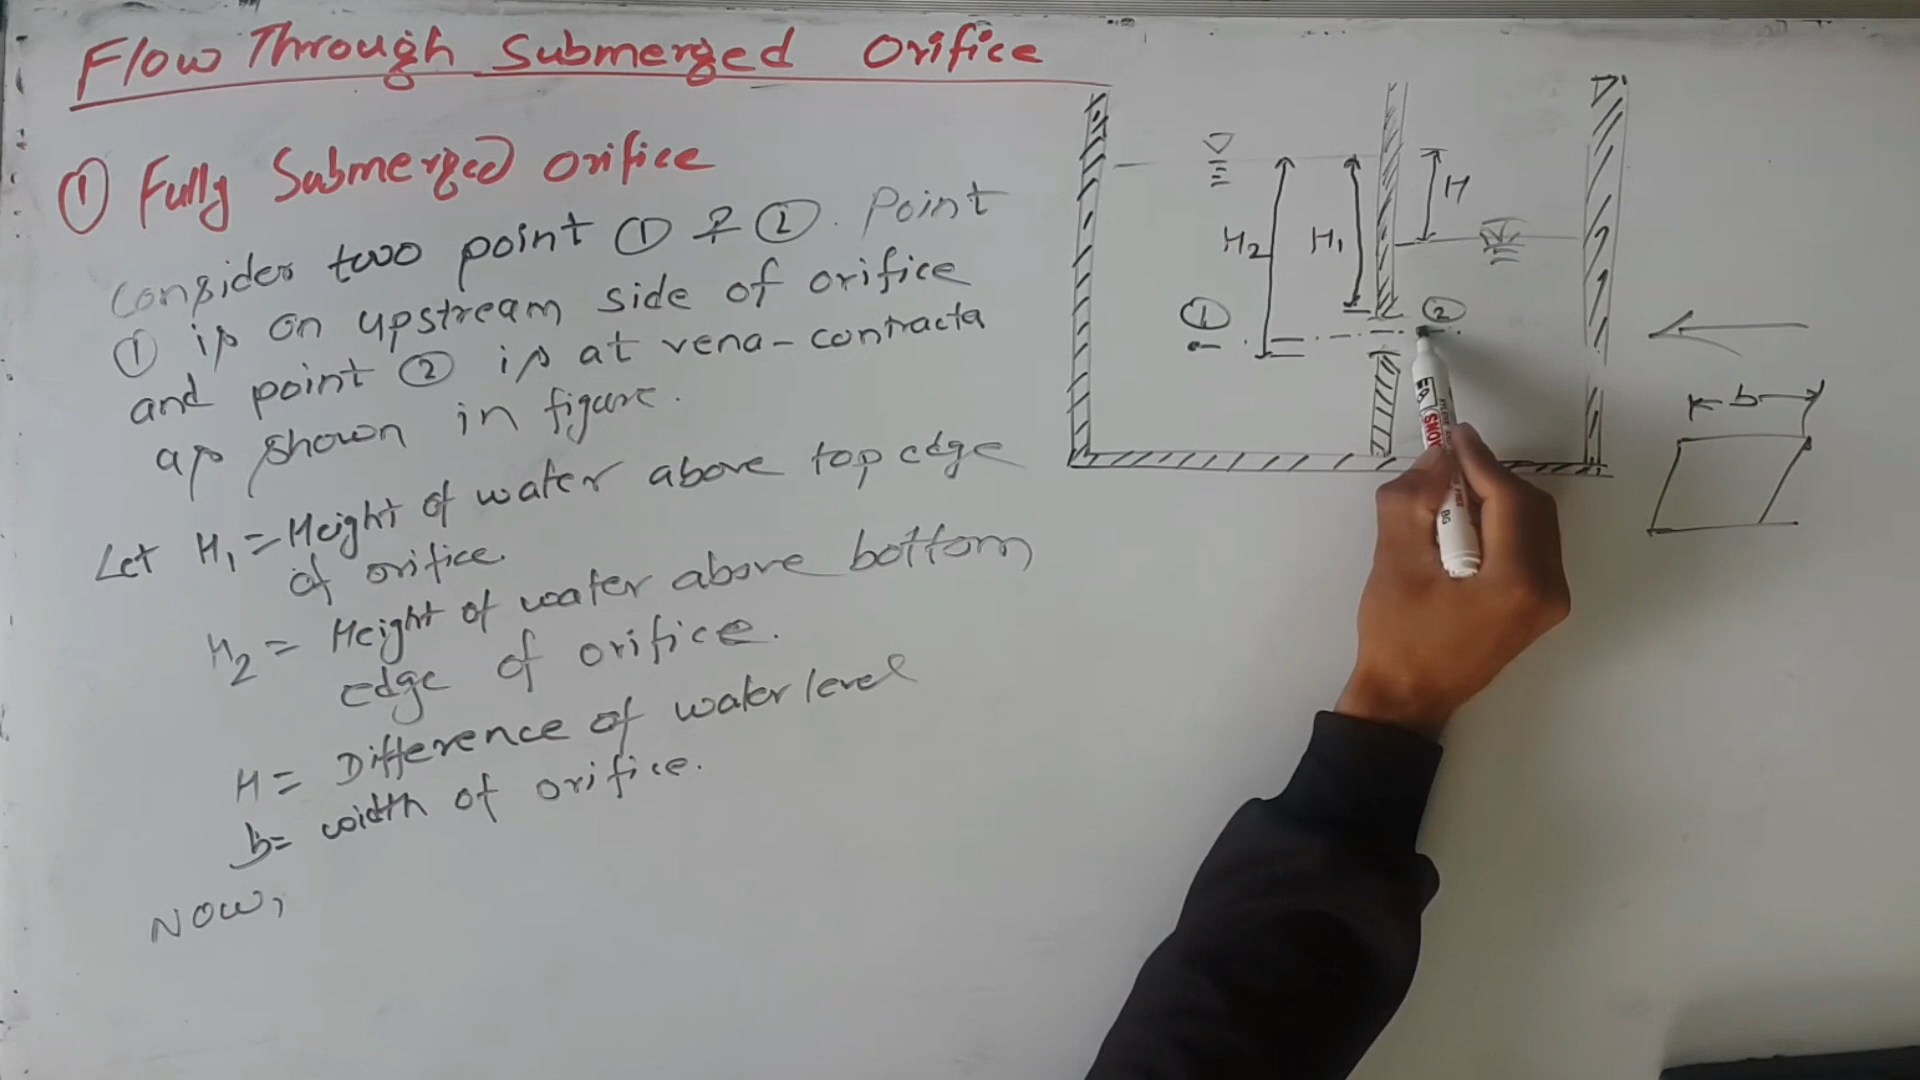 Flow Through Submerged Orifice
① Fully Submerged orifice
Consider two point ① & ②. Point
① is on upstream side of orifice
and point ② is at vena-contracta
as shown in figure.
Let H₁ = Height of water above top edge
of orifice.
H₂ = Height of water above bottom
edge of orifice.
H = Difference of water level
b = width of orifice.
Now,
H₂
H₁
H
①
②
b